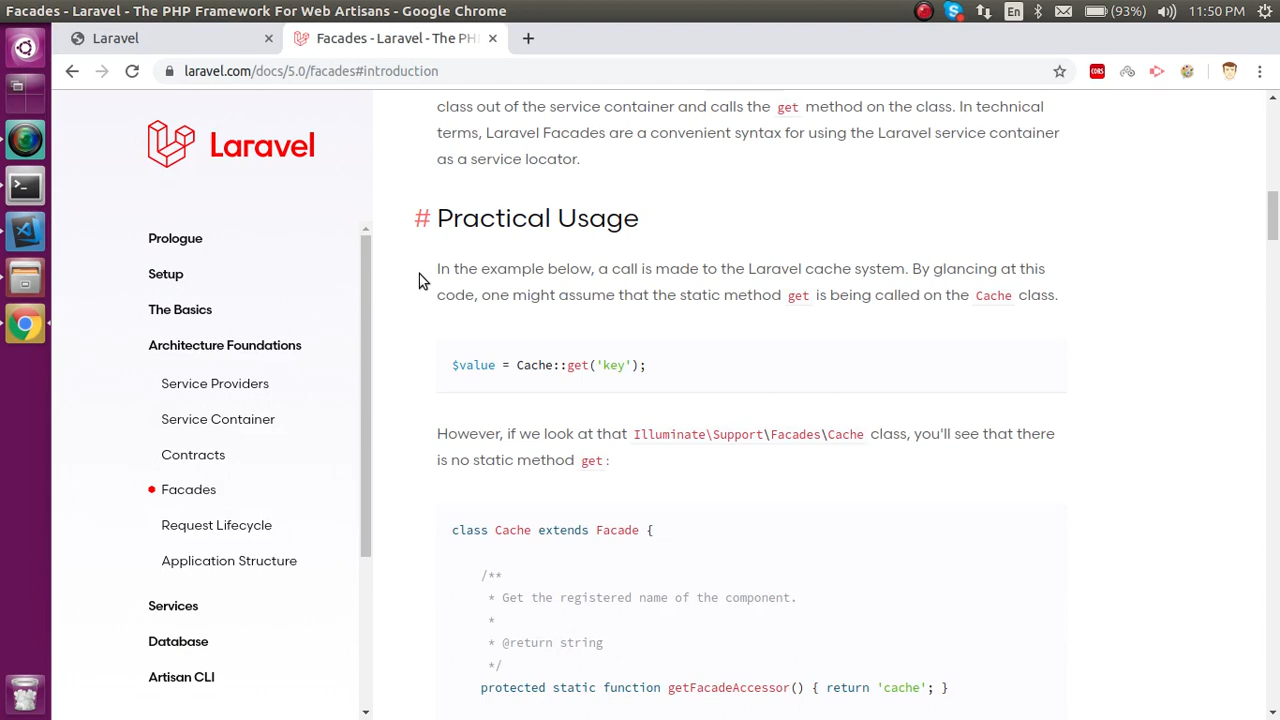 Facades - Laravel - The PHP Framework For Web Artisans - Google Chrome
En
(93%)
11:50 PM
Laravel
Facades - Laravel - The PH
laravel.com/docs/5.0/facades#introduction
CORS
Laravel
Prologue
Setup
The Basics
Architecture Foundations
Service Providers
Service Container
Contracts
Facades
Request Lifecycle
Application Structure
Services
Database
Artisan CLI
class out of the service container and calls the get method on the class. In technical
terms, Laravel Facades are a convenient syntax for using the Laravel service container
as a service locator.
# Practical Usage
In the example below, a call is made to the Laravel cache system. By glancing at this
code, one might assume that the static method get is being called on the Cache class.
$value = Cache::get('key');
However, if we look at that Illuminate\Support\Facades\Cache class, you'll see that there
is no static method get:
class Cache extends Facade {
/**
* Get the registered name of the component.
*
* @return string
*/
protected static function getFacadeAccessor() { return 'cache'; }